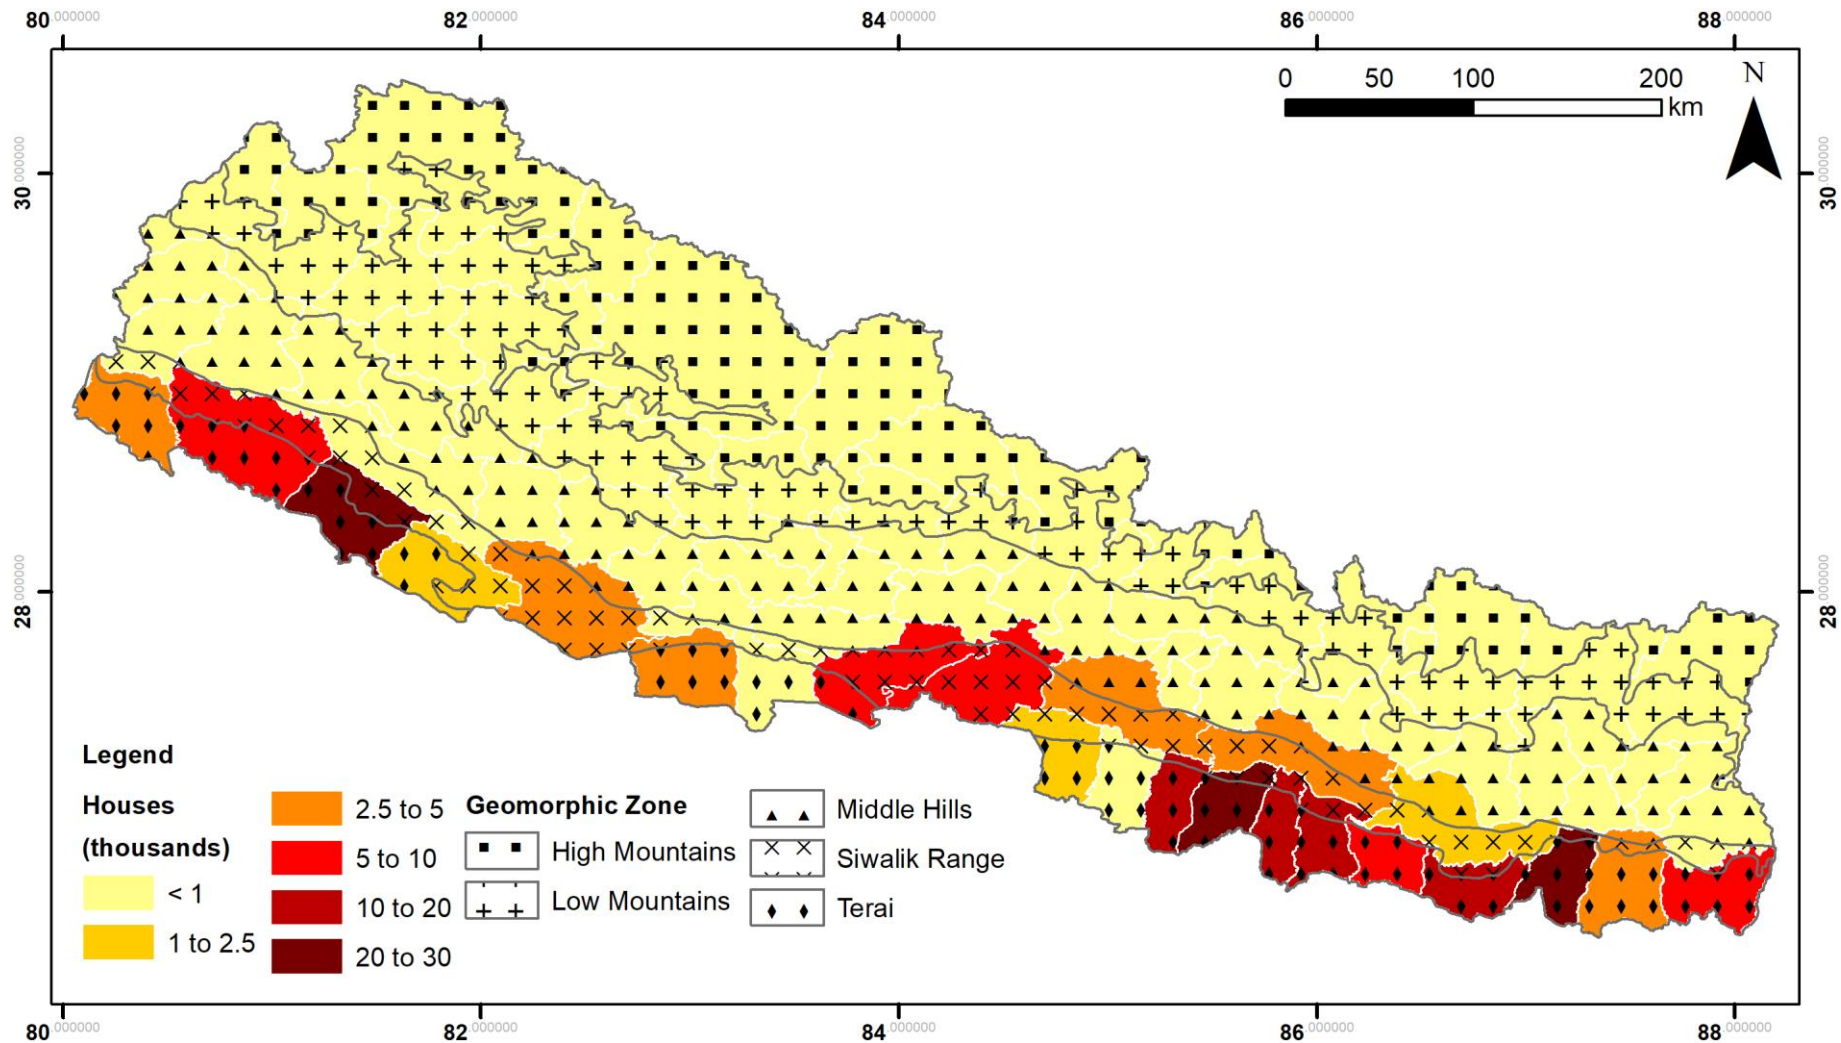 80.000000 82.000000 84.000000 86.000000 88.000000
0 50 100 200 km
N
30.000000 30.000000
28.000000 28.000000
Legend
Houses
(thousands)
< 1
1 to 2.5
2.5 to 5
5 to 10
10 to 20
20 to 30
Geomorphic Zone
High Mountains
Low Mountains
Middle Hills
Siwalik Range
Terai
80.000000 82.000000 84.000000 86.000000 88.000000